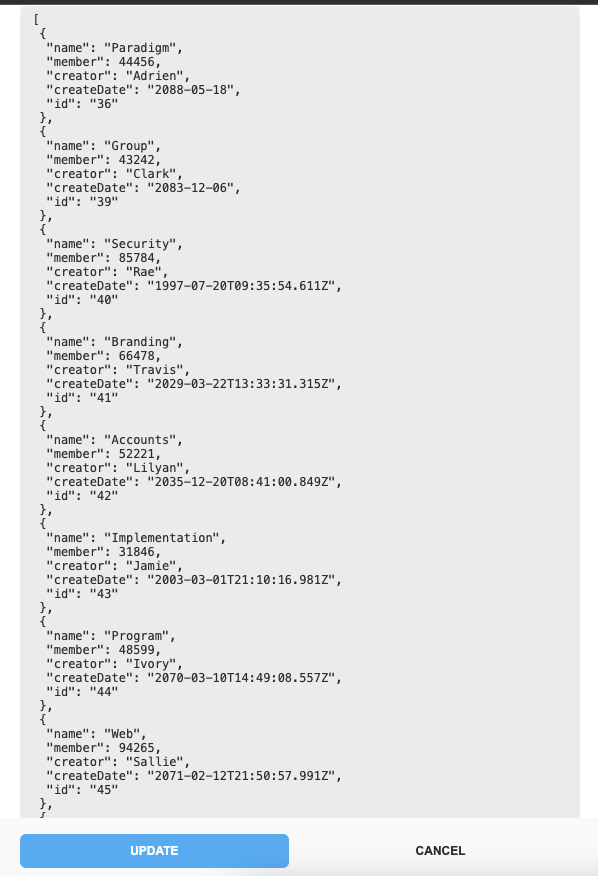 [
{
"name": "Paradigm",
"member": 44456,
"creator": "Adrien",
"createDate": "2088-05-18",
"id": "36"
},
{
"name": "Group",
"member": 43242,
"creator": "Clark",
"createDate": "2083-12-06",
"id": "39"
},
{
"name": "Security",
"member": 85784,
"creator": "Rae",
"createDate": "1997-07-20T09:35:54.611Z",
"id": "40"
},
{
"name": "Branding",
"member": 66478,
"creator": "Travis",
"createDate": "2029-03-22T13:33:31.315Z",
"id": "41"
},
{
"name": "Accounts",
"member": 52221,
"creator": "Lilyan",
"createDate": "2035-12-20T08:41:00.849Z",
"id": "42"
},
{
"name": "Implementation",
"member": 31846,
"creator": "Jamie",
"createDate": "2003-03-01T21:10:16.981Z",
"id": "43"
},
{
"name": "Program",
"member": 48599,
"creator": "Ivory",
"createDate": "2070-03-10T14:49:08.557Z",
"id": "44"
},
{
"name": "Web",
"member": 94265,
"creator": "Sallie",
"createDate": "2071-02-12T21:50:57.991Z",
"id": "45"
},
{
UPDATE CANCEL